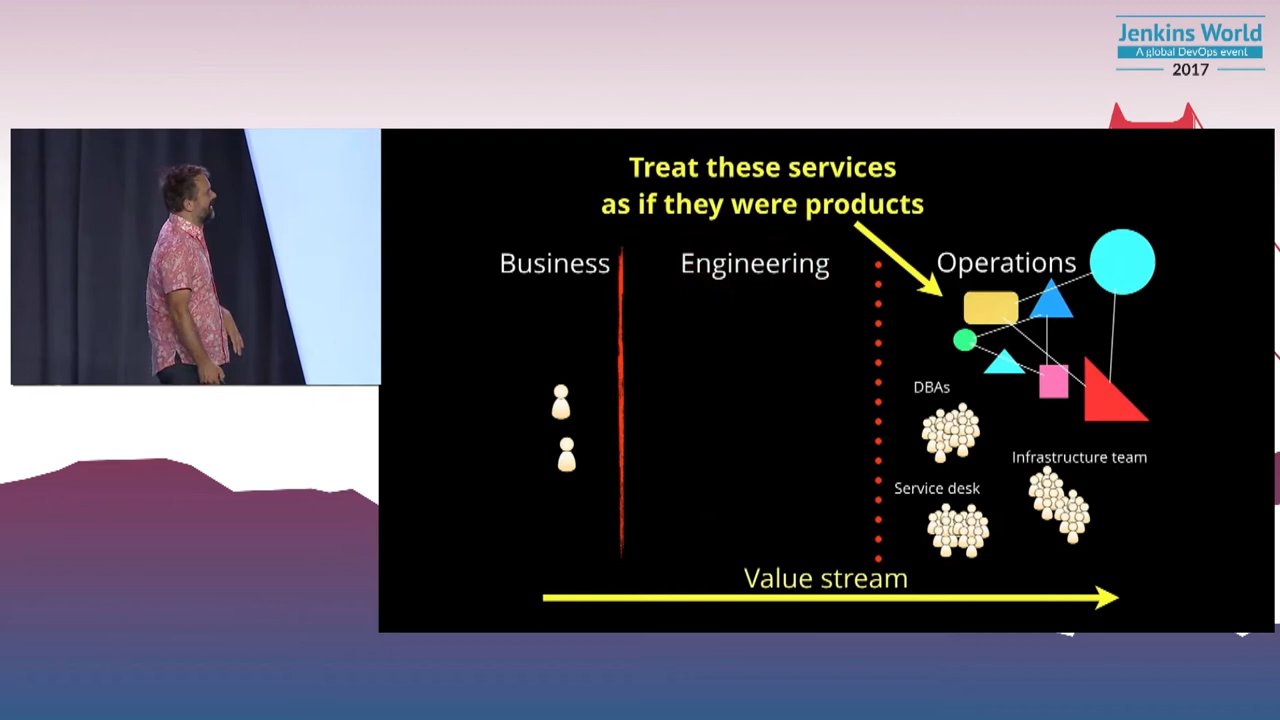 Jenkins World
A global DevOps event
2017
Treat these services
as if they were products
Business
Engineering
Operations
DBAs
Infrastructure team
Service desk
Value stream